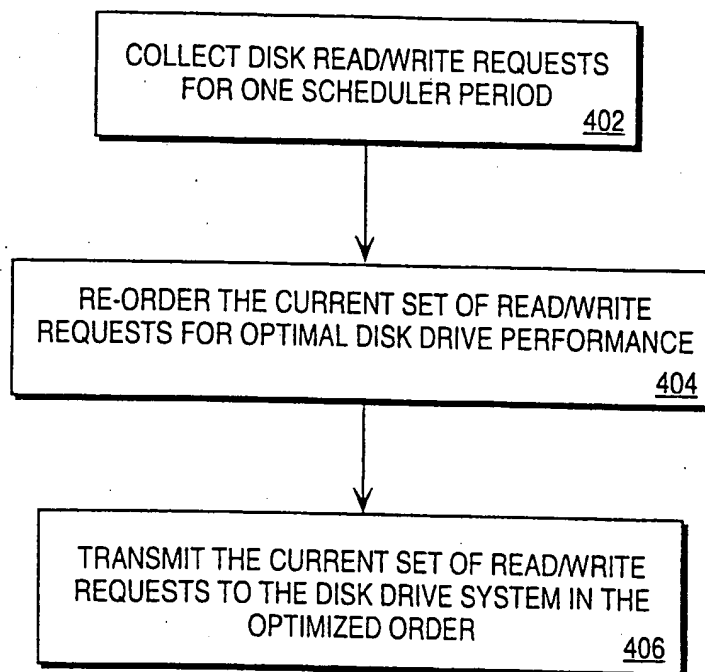 COLLECT DISK READ/WRITE REQUESTS
FOR ONE SCHEDULER PERIOD
402
RE-ORDER THE CURRENT SET OF READ/WRITE
REQUESTS FOR OPTIMAL DISK DRIVE PERFORMANCE
404
TRANSMIT THE CURRENT SET OF READ/WRITE
REQUESTS TO THE DISK DRIVE SYSTEM IN THE
OPTIMIZED ORDER
406